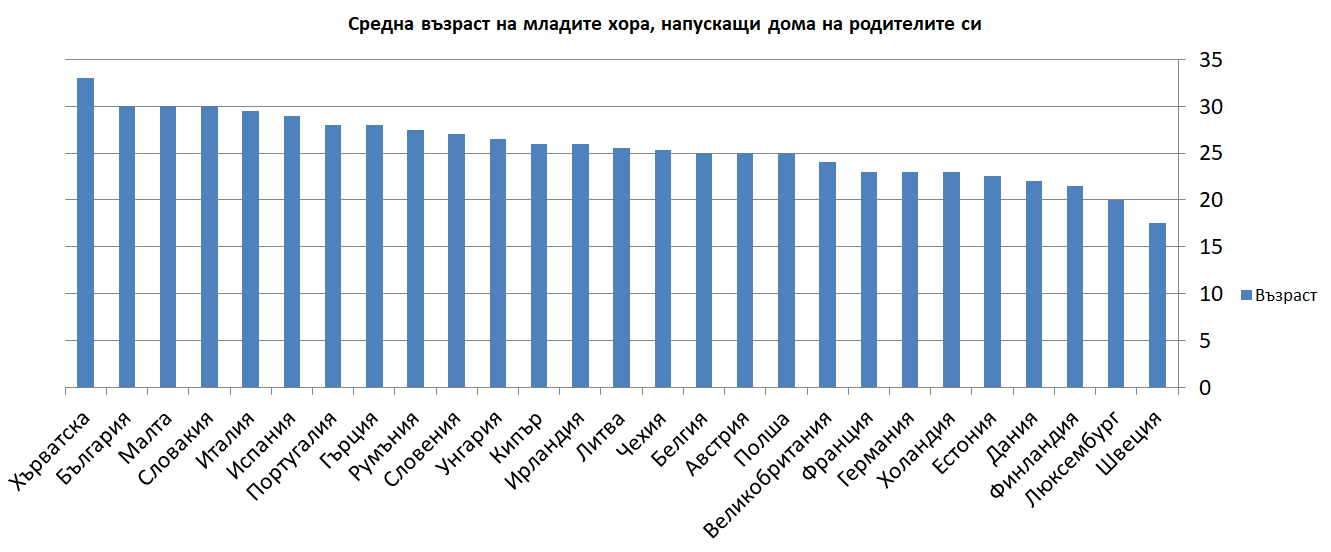 Средна възраст на младите хора, напускащи дома на родителите си
35
30
25
20
15
10
5
0
Възраст
Хърватска
България
Малта
Словакия
Италия
Испания
Португалия
Гърция
Румъния
Словения
Унгария
Кипър
Ирландия
Литва
Чехия
Белгия
Австрия
Полша
Великобритания
Франция
Германия
Холандия
Естония
Дания
Финландия
Люксембург
Швеция